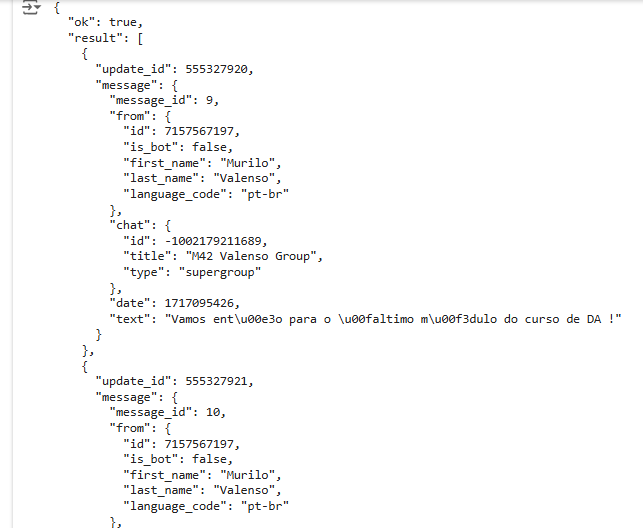 {
  "ok": true,
  "result": [
    {
      "update_id": 555327920,
      "message": {
        "message_id": 9,
        "from": {
          "id": 7157567197,
          "is_bot": false,
          "first_name": "Murilo",
          "last_name": "Valenso",
          "language_code": "pt-br"
        },
        "chat": {
          "id": -1002179211689,
          "title": "M42 Valenso Group",
          "type": "supergroup"
        },
        "date": 1717095426,
        "text": "Vamos ent\u00e3o para o \u00faltimo m\u00f3dulo do curso de DA !"
      }
    },
    {
      "update_id": 555327921,
      "message": {
        "message_id": 10,
        "from": {
          "id": 7157567197,
          "is_bot": false,
          "first_name": "Murilo",
          "last_name": "Valenso",
          "language_code": "pt-br"
        },